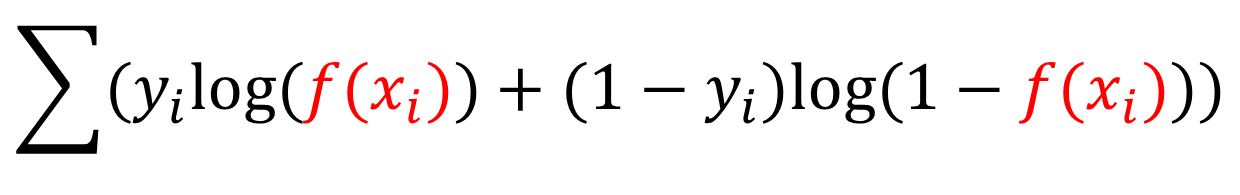 ∑(yᵢlog(f(xᵢ)) + (1 − yᵢ)log(1 − f(xᵢ)))